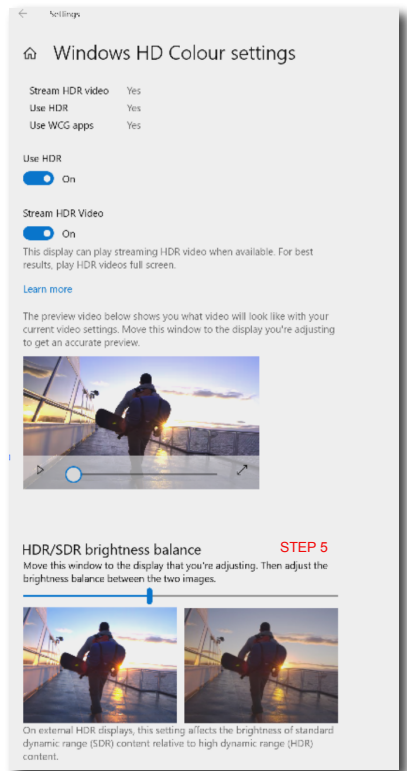 Settings
Windows HD Colour settings
Stream HDR video Yes
Use HDR Yes
Use WCG apps Yes
Use HDR
On
Stream HDR Video
On
This display can play streaming HDR video when available. For best
results, play HDR videos full screen.
Learn more
The preview video below shows you what video will look like with your
current video settings. Move this window to the display you're adjusting
to get an accurate preview.
HDR/SDR brightness balance STEP 5
Move this window to the display that you're adjusting. Then adjust the
brightness balance between the two images.
On external HDR displays, this setting affects the brightness of standard
dynamic range (SDR) content relative to high dynamic range (HDR)
content.